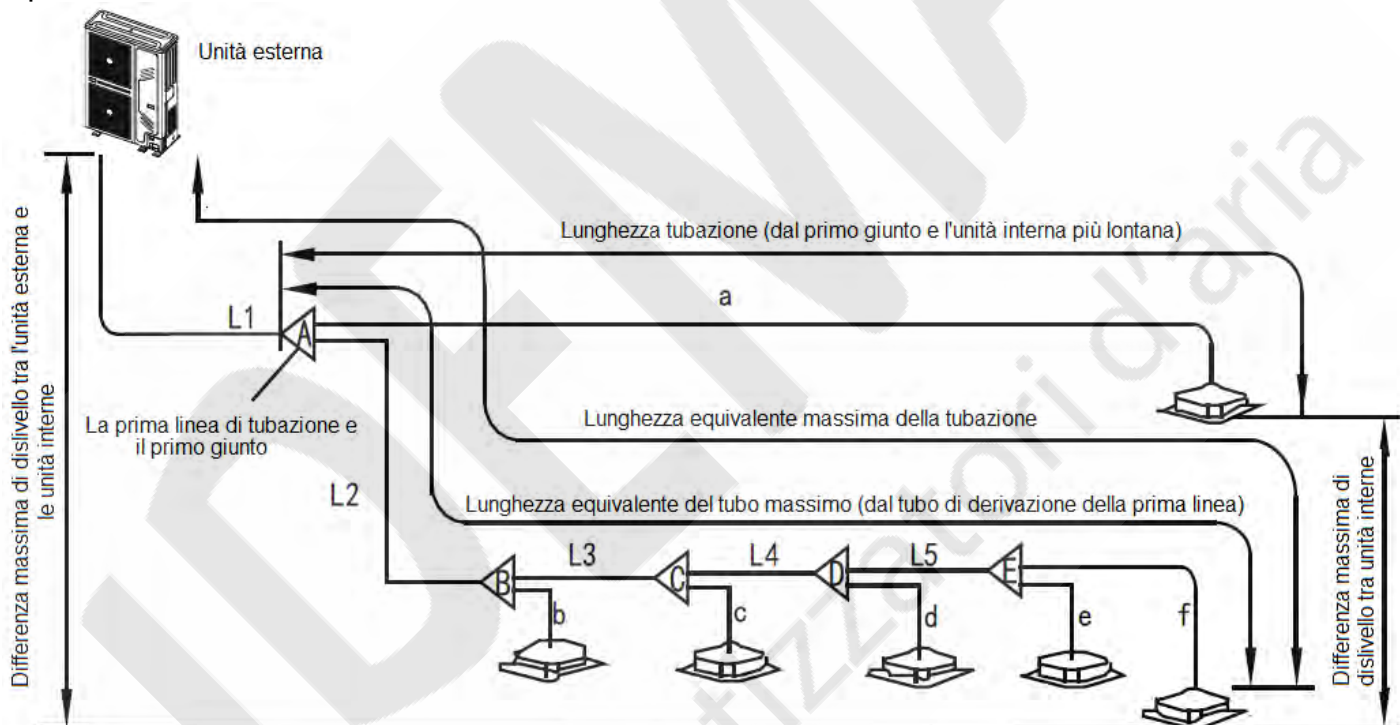 Unità esterna
Differenza massima di dislivello tra l'unità esterna e
le unità interne
Lunghezza tubazione (dal primo giunto e l'unità interna più lontana)
a
L1
A
La prima linea di tubazione e
il primo giunto
Lunghezza equivalente massima della tubazione
L2
Lunghezza equivalente del tubo massimo (dal tubo di derivazione della prima linea)
L3
L4
L5
B
C
D
E
b
c
d
e
f
Differenza massima di
dislivello tra unità interne
tizzatori d'aria